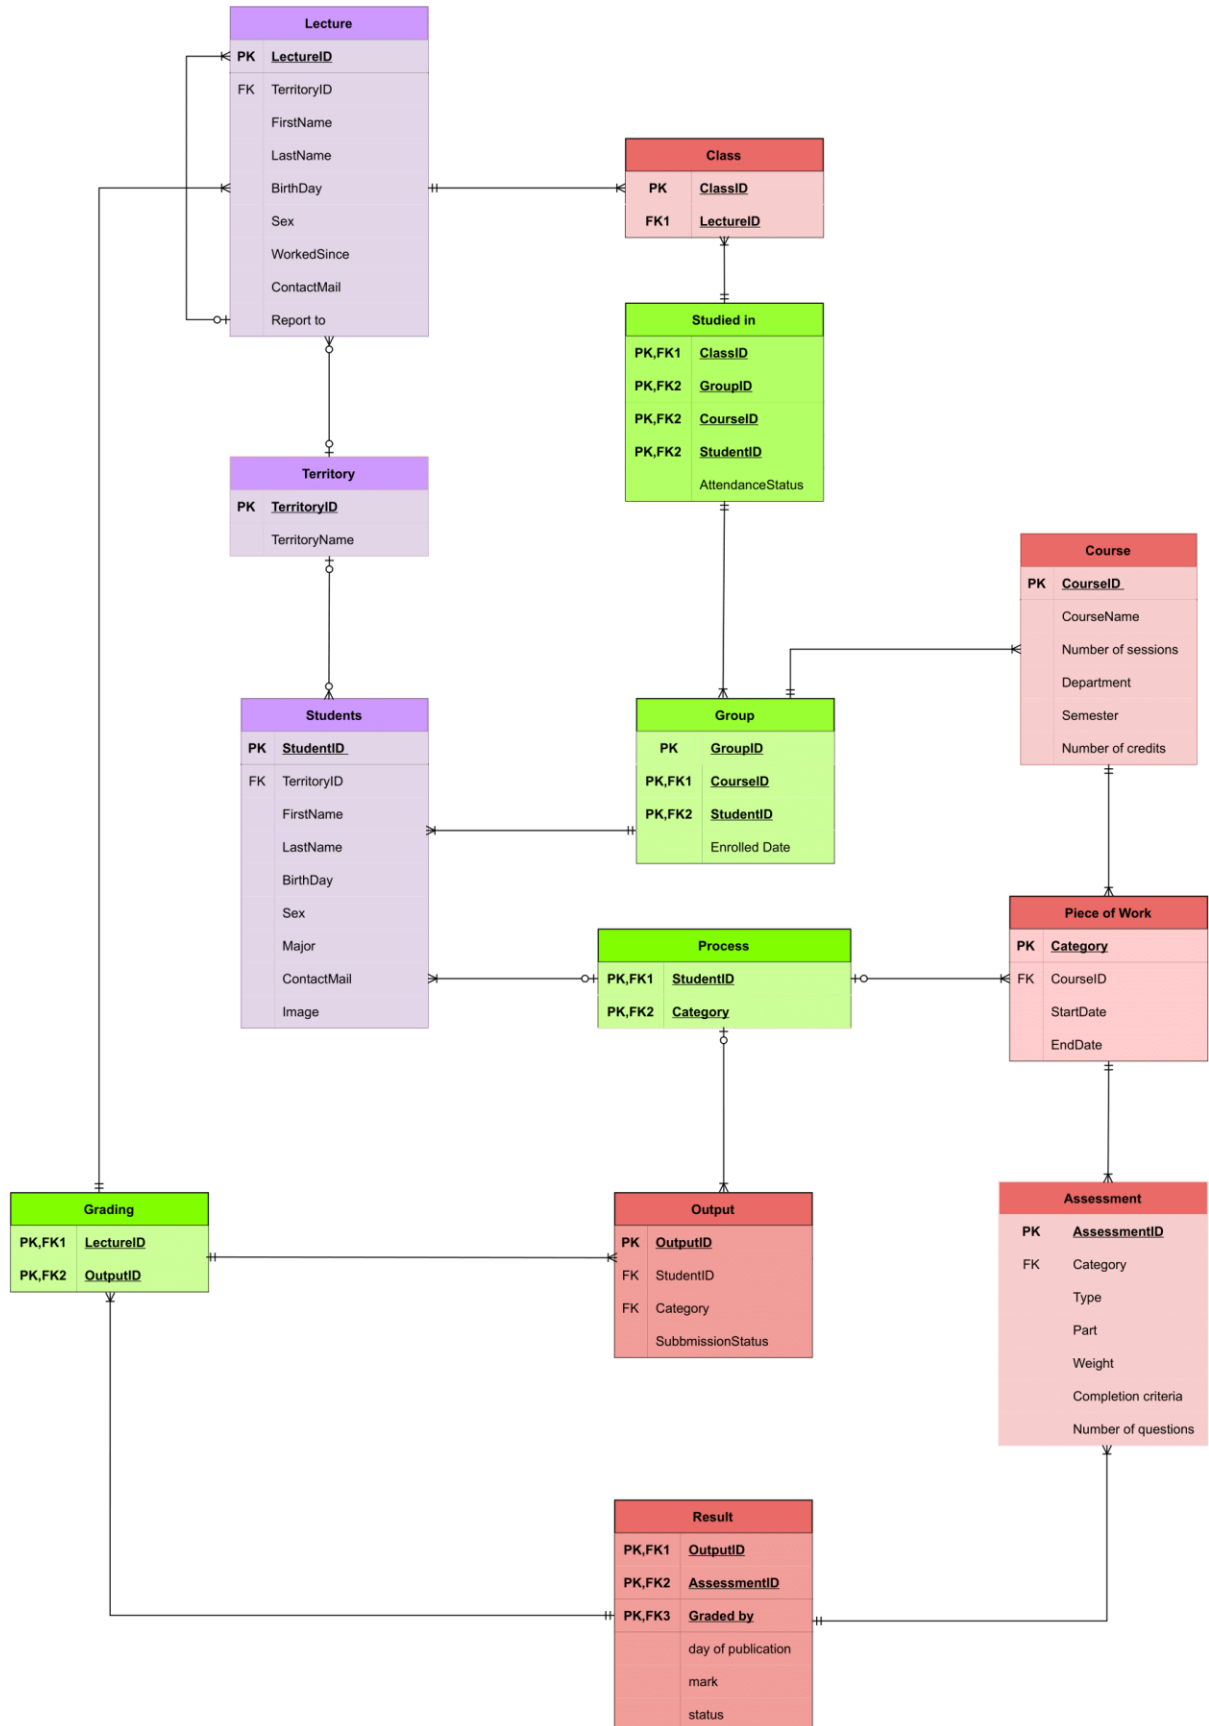 Lecture
PK LectureID
FK TerritoryID
FirstName
LastName
BirthDay
Sex
WorkedSince
ContactMail
Report to
Class
PK ClassID
FK1 LectureID
Studied in
PK,FK1 ClassID
PK,FK2 GroupID
PK,FK2 CourseID
PK,FK2 StudentID
AttendanceStatus
Territory
PK TerritoryID
TerritoryName
Course
PK CourseID
CourseName
Number of sessions
Department
Semester
Number of credits
Students
PK StudentID
FK TerritoryID
FirstName
LastName
BirthDay
Sex
Major
ContactMail
Image
Group
PK GroupID
PK,FK1 CourseID
PK,FK2 StudentID
Enrolled Date
Piece of Work
PK Category
FK CourseID
StartDate
EndDate
Process
PK,FK1 StudentID
PK,FK2 Category
Grading
PK,FK1 LectureID
PK,FK2 OutputID
Output
PK OutputID
FK StudentID
FK Category
SubbmissionStatus
Assessment
PK AssessmentID
FK Category
Type
Part
Weight
Completion criteria
Number of questions
Result
PK,FK1 OutputID
PK,FK2 AssessmentID
PK,FK3 Graded by
day of publication
mark
status